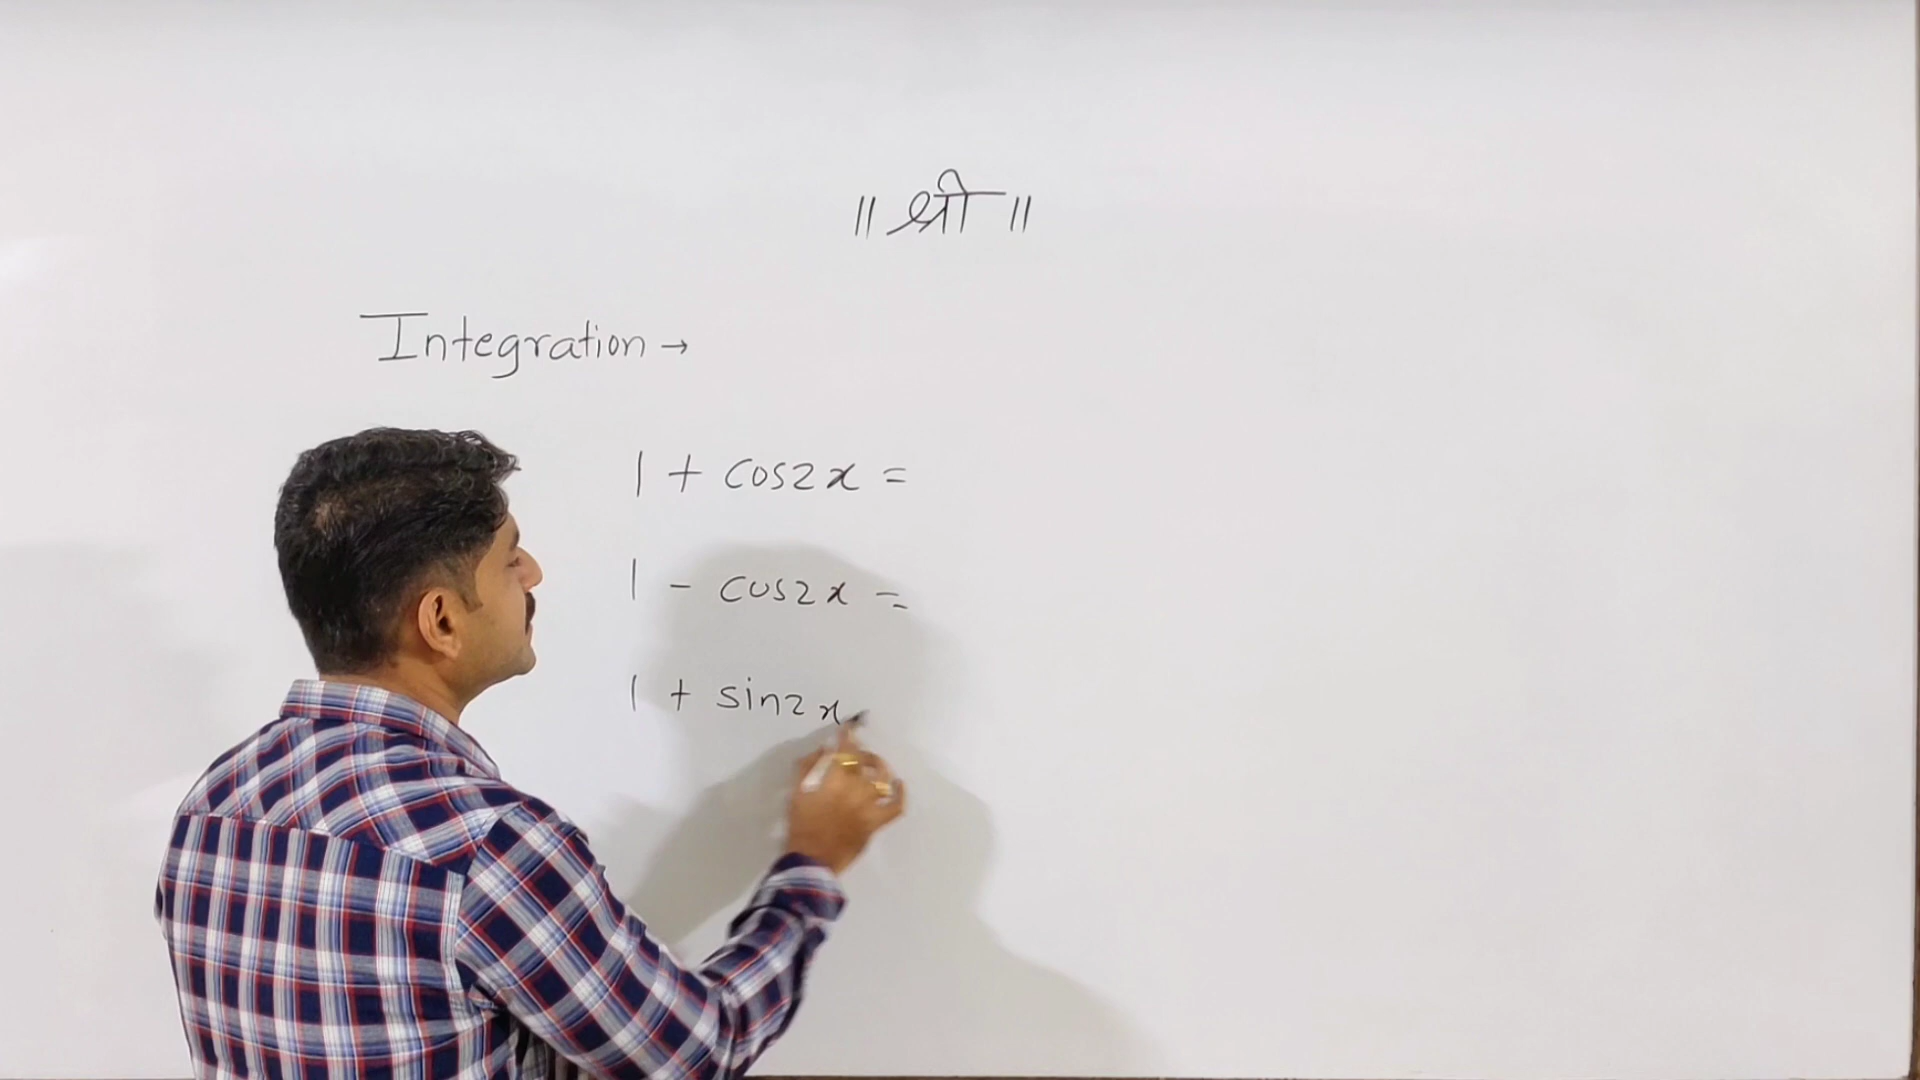 ॥ श्री ॥
Integration →
1 + cos2x =
1 - cos2x =
1 + sin2x